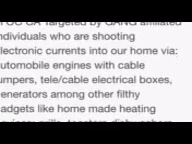 CA Targeted by GANG affiliated
individuals who are shooting
electronic currents into our home via:
automobile engines with cable
jumpers, tele/cable electrical boxes,
generators among other filthy
gadgets like home made heating